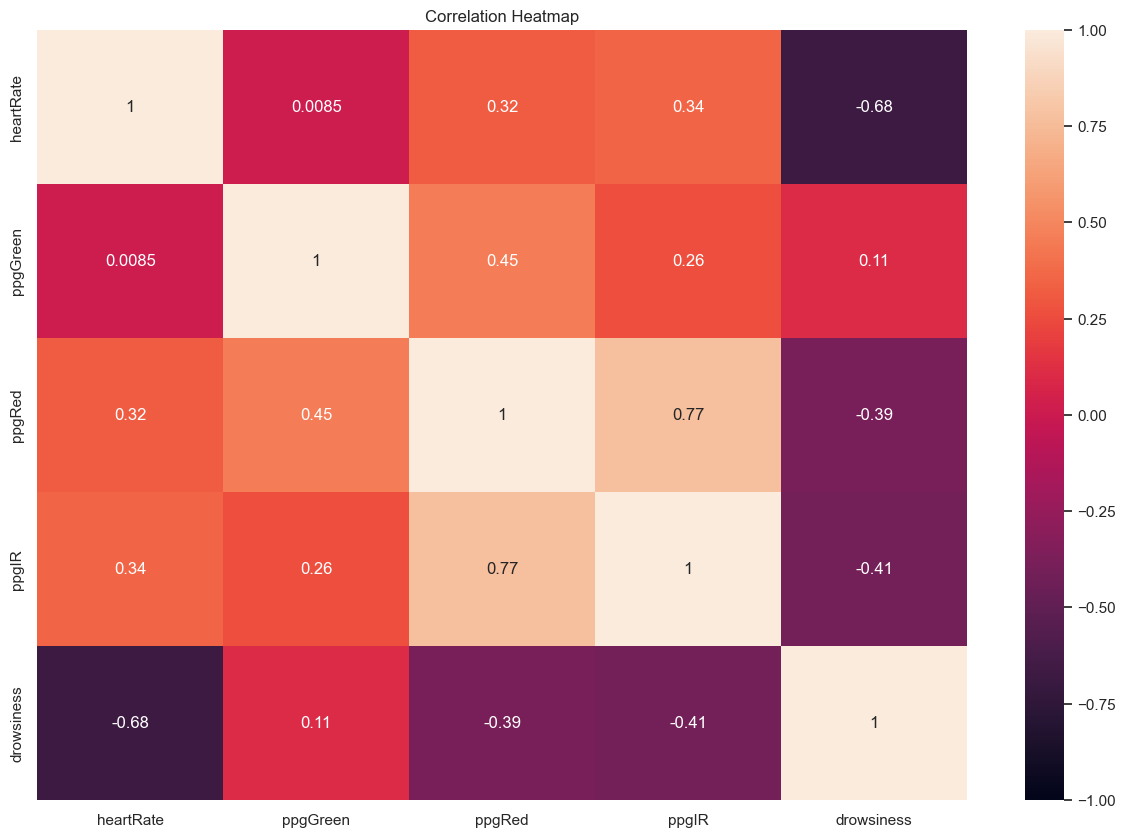 Correlation Heatmap
heartRate 1 0.0085 0.32 0.34 -0.68
ppgGreen 0.0085 1 0.45 0.26 0.11
ppgRed 0.32 0.45 1 0.77 -0.39
ppgIR 0.34 0.26 0.77 1 -0.41
drowsiness -0.68 0.11 -0.39 -0.41 1
heartRate ppgGreen ppgRed ppgIR drowsiness
1.00
0.75
0.50
0.25
0.00
−0.25
−0.50
−0.75
−1.00